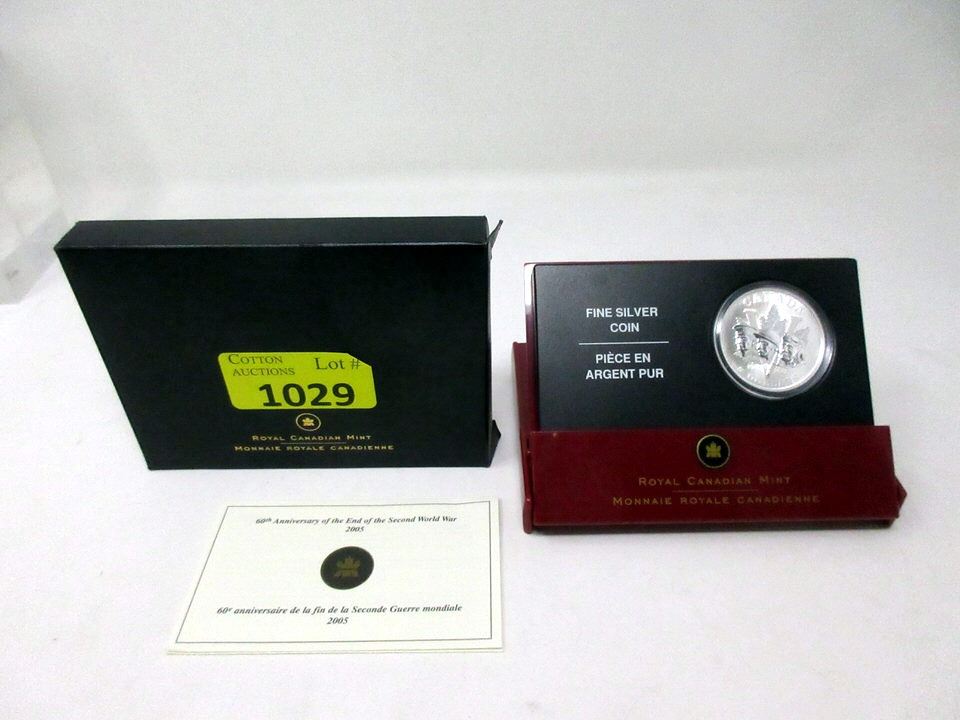 COTTON
AUCTIONS
Lot #
1029
ROYAL CANADIAN MINT
MONNAIE ROYALE CANADIENNE
60th Anniversary of the End of the Second World War
2005
60e anniversaire de la fin de la Seconde Guerre mondiale
2005
FINE SILVER
COIN
PIÈCE EN
ARGENT PUR
CANADA
ROYAL CANADIAN MINT
MONNAIE ROYALE CANADIENNE